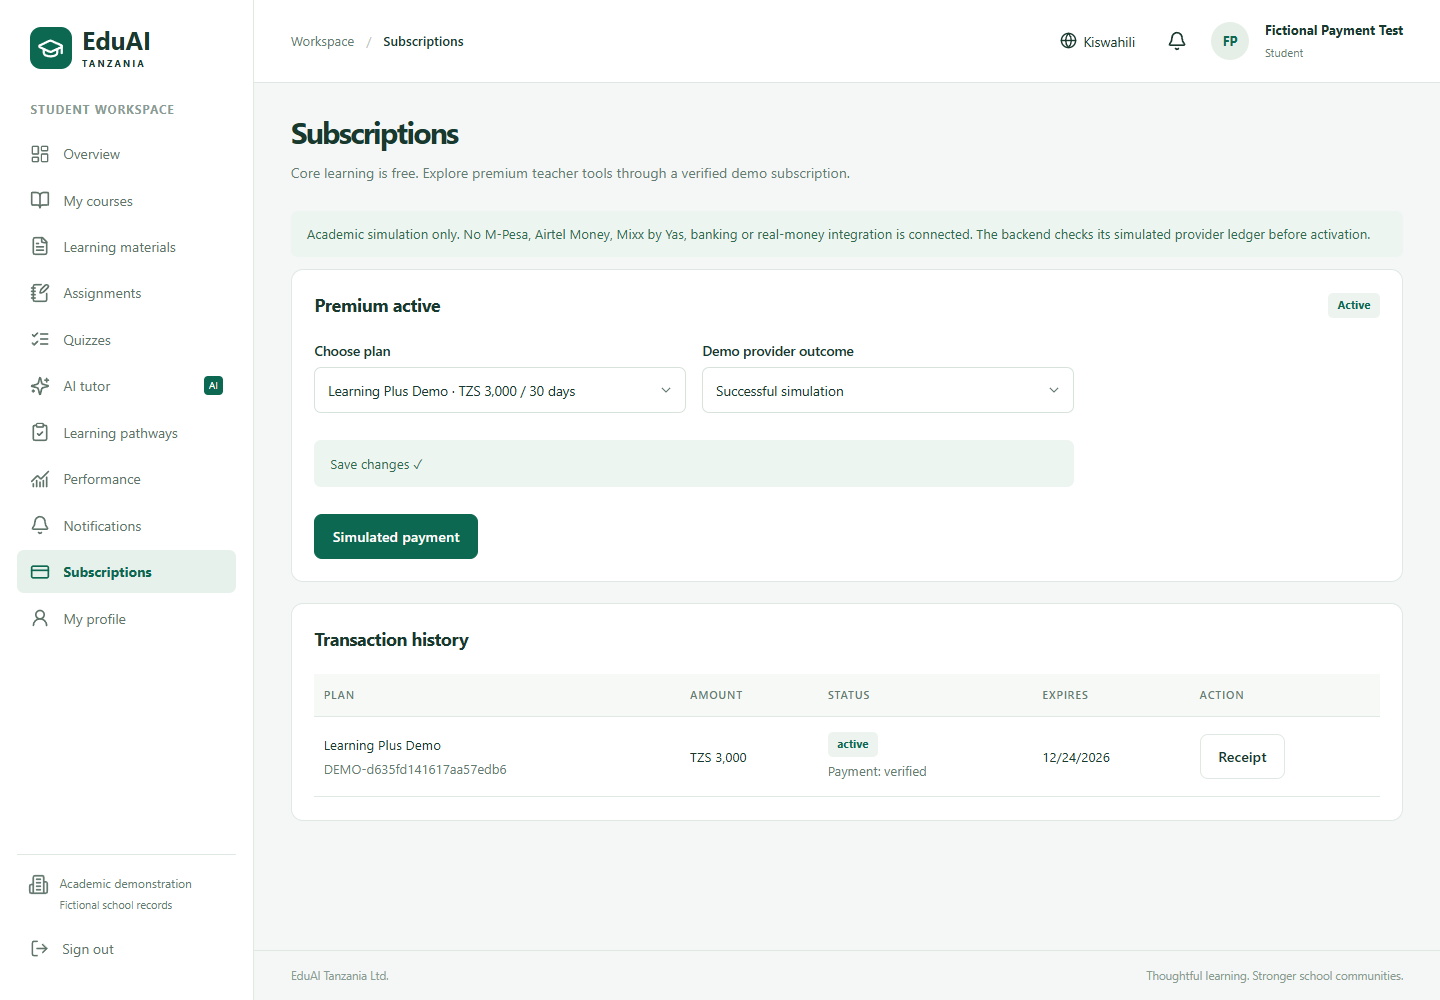 EduAI
TANZANIA
STUDENT WORKSPACE
Overview
My courses
Learning materials
Assignments
Quizzes
AI tutor
AI
Learning pathways
Performance
Notifications
Subscriptions
My profile
Academic demonstration
Fictional school records
Sign out
Workspace / Subscriptions
Kiswahili
FP
Fictional Payment Test
Student
Subscriptions
Core learning is free. Explore premium teacher tools through a verified demo subscription.
Academic simulation only. No M-Pesa, Airtel Money, Mixx by Yas, banking or real-money integration is connected. The backend checks its simulated provider ledger before activation.
Premium active
Active
Choose plan
Learning Plus Demo · TZS 3,000 / 30 days
Demo provider outcome
Successful simulation
Save changes ✓
Simulated payment
Transaction history
PLAN AMOUNT STATUS EXPIRES ACTION
Learning Plus Demo
DEMO-d635fd141617aa57edb6
TZS 3,000
active
Payment: verified
12/24/2026
Receipt
EduAI Tanzania Ltd.
Thoughtful learning. Stronger school communities.